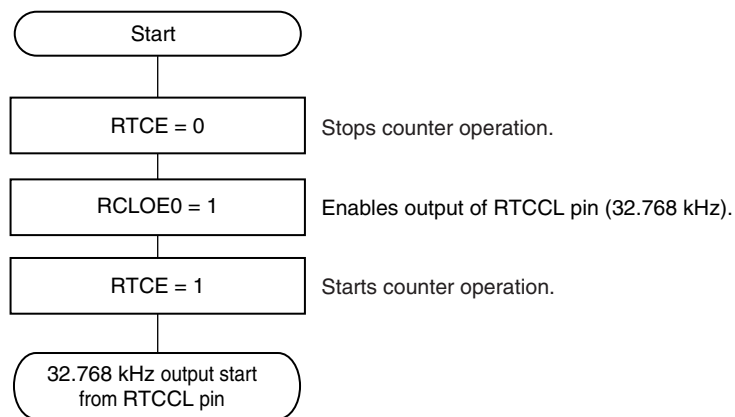 Start
RTCE = 0
Stops counter operation.
RCLOE0 = 1
Enables output of RTCCL pin (32.768 kHz).
RTCE = 1
Starts counter operation.
32.768 kHz output start
from RTCCL pin